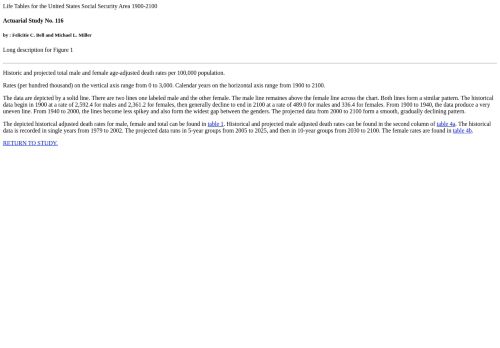 Life Tables for the United States Social Security Area 1900-2100
Actuarial Study No. 116
by : Felicitie C. Bell and Michael L. Miller
Long description for Figure 1
Historic and projected total male and female age-adjusted death rates per 100,000 population.
Rates (per hundred thousand) on the vertical axis range from 0 to 3,000. Calendar years on the horizontal axis range from 1900 to 2100.
The data are depicted by a solid line. There are two lines one labeled male and the other female. The male line remaines above the female line across the chart. Both lines form a similar pattern. The historical
data begin in 1900 at a rate of 2,592.4 for males and 2,361.2 for females, then generally decline to end in 2100 at a rate of 489.0 for males and 336.4 for females. From 1900 to 1940, the data produce a very
uneven line. From 1940 to 2000, the lines become less spikey and also form the widest gap between the genders. The projected data from 2000 to 2100 form a smooth, gradually declining pattern.
The depicted historical adjusted death rates for male, female and total can be found in table 1. Historical and projected male adjusted death rates can be found in the second column of table 4a. The historical
data is recorded in single years from 1979 to 2002. The projected data runs in 5-year groups from 2005 to 2025, and then in 10-year groups from 2030 to 2100. The female rates are found in table 4b.
RETURN TO STUDY.